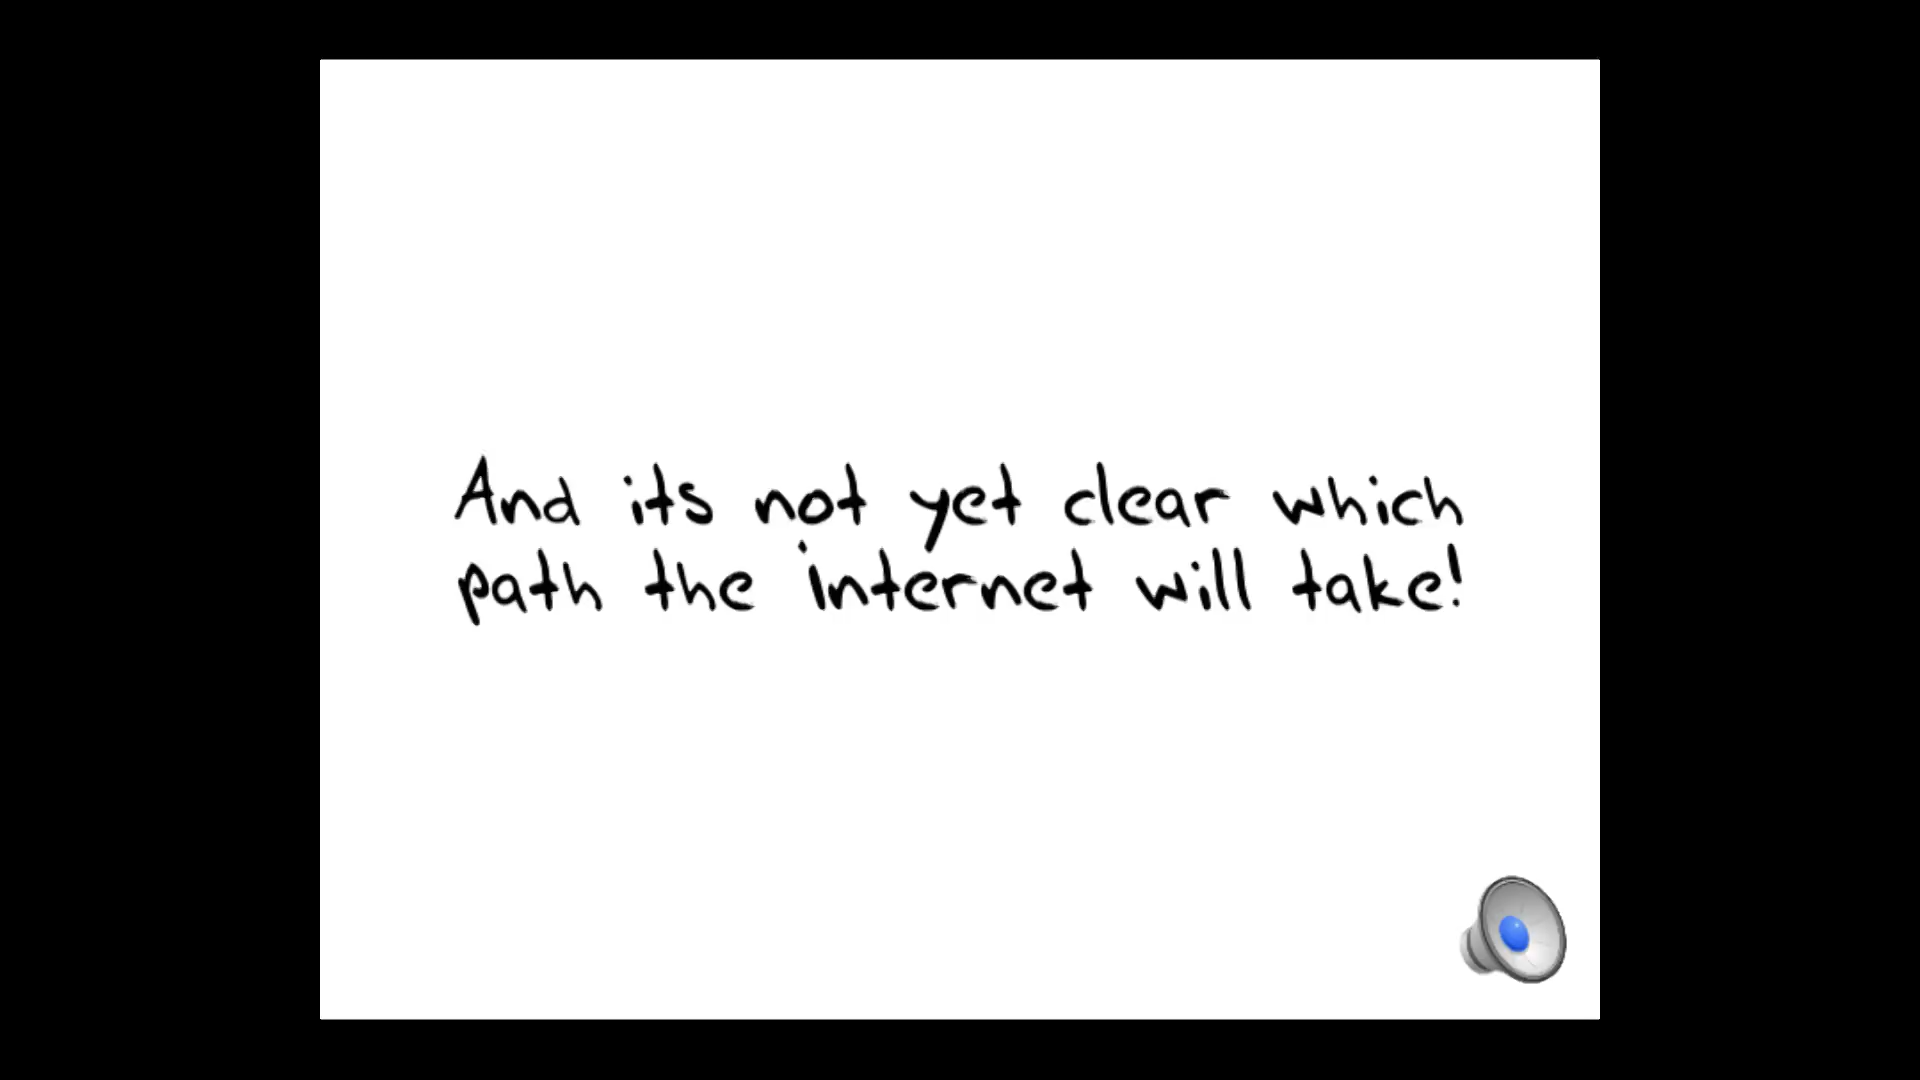 And its not yet clear which
path the internet will take!